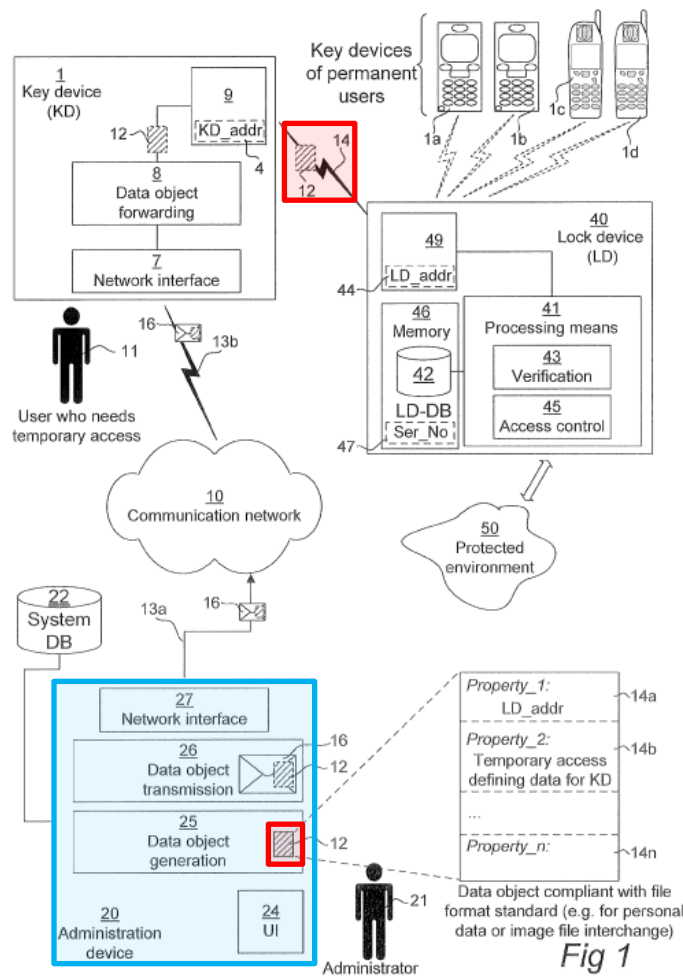 1
Key device
(KD)
9
KD_addr
12
4
8
Data object
forwarding
7
Network interface
Key devices
of permanent
users
1a
1b
1c
1d
14
12
40
Lock device
(LD)
49
LD_addr
44
46
Memory
42
LD-DB
Ser_No
47
41
Processing means
43
Verification
45
Access control
11
User who needs
temporary access
16
13b
10
Communication network
50
Protected
environment
22
System
DB
13a
16
27
Network interface
26
Data object
transmission
16
12
25
Data object
generation
12
20
Administration
device
24
UI
21
Administrator
Property_1:
LD_addr
14a
Property_2:
Temporary access
defining data for KD
14b
...
Property_n:
14n
Data object compliant with file
format standard (e.g. for personal
data or image file interchange)
Fig 1